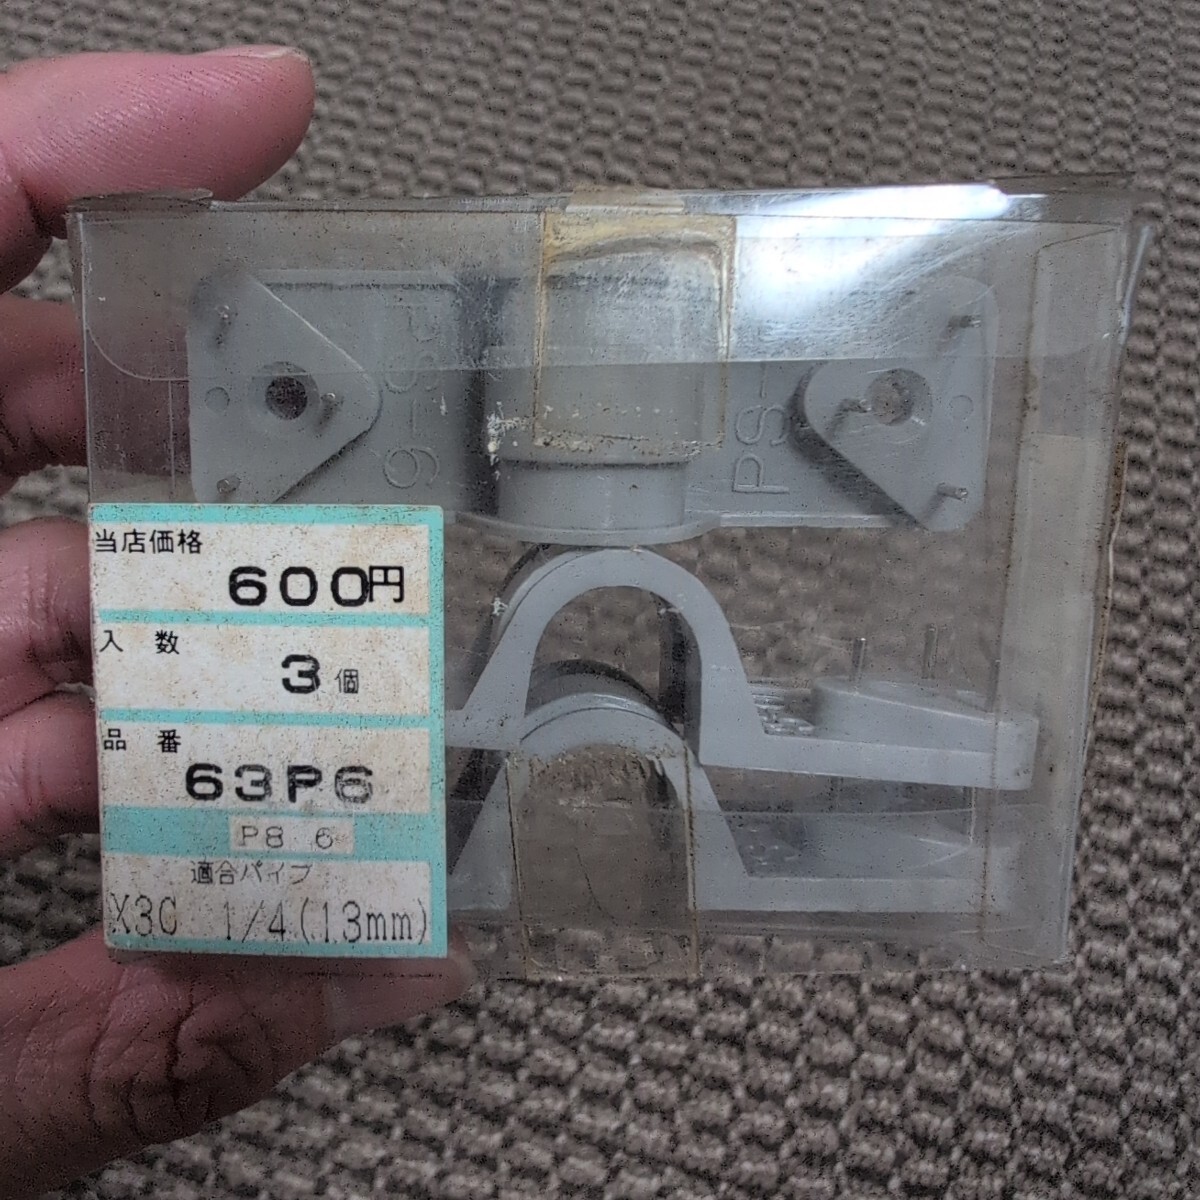 PS-6
PS-
当店価格
600円
入数
3個
品番
63P6
P8 6
適合パイプ
X3C 1/4(13mm)